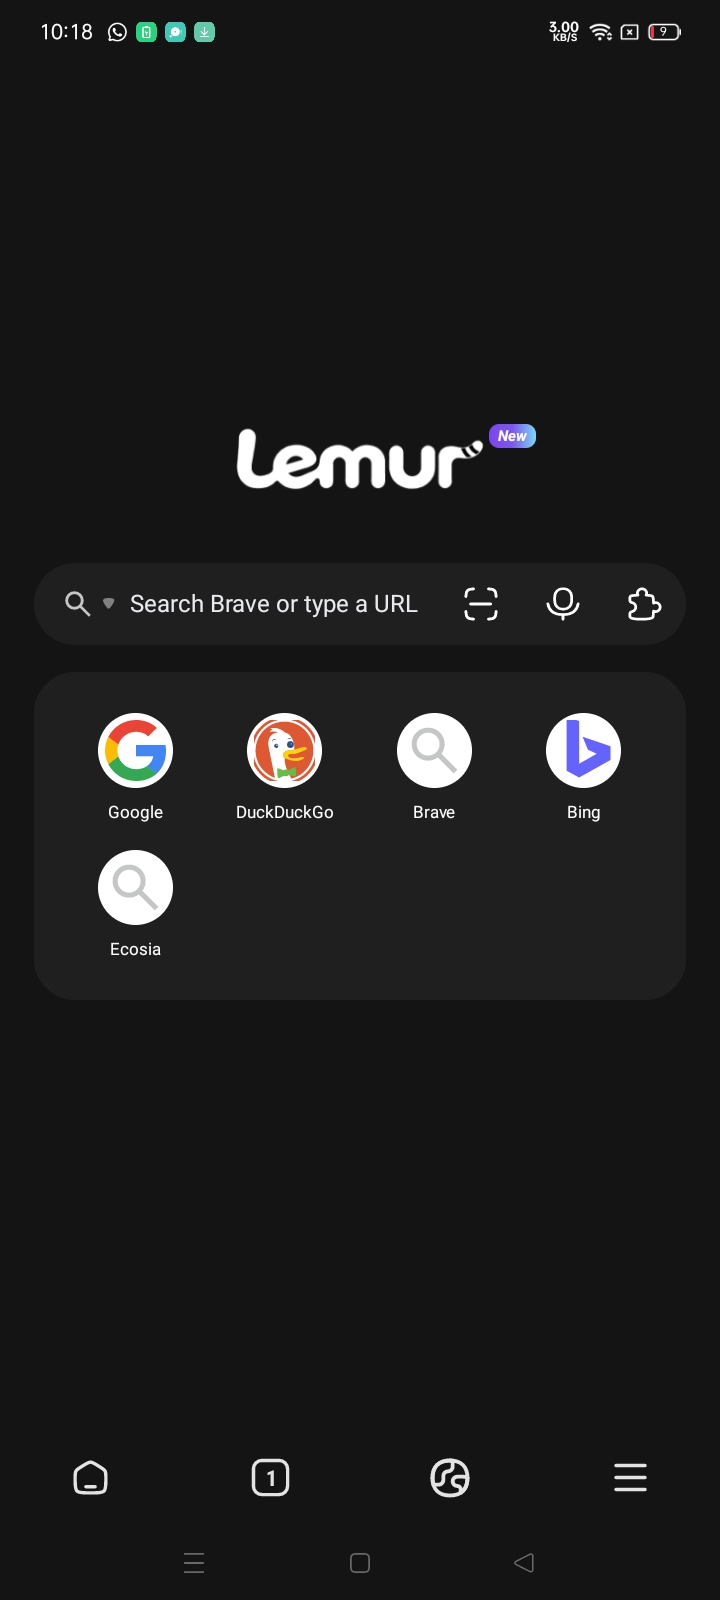 10:18
3.00
KB/S
9
Lemur
New
Search Brave or type a URL
Google
DuckDuckGo
Brave
Bing
Ecosia
1